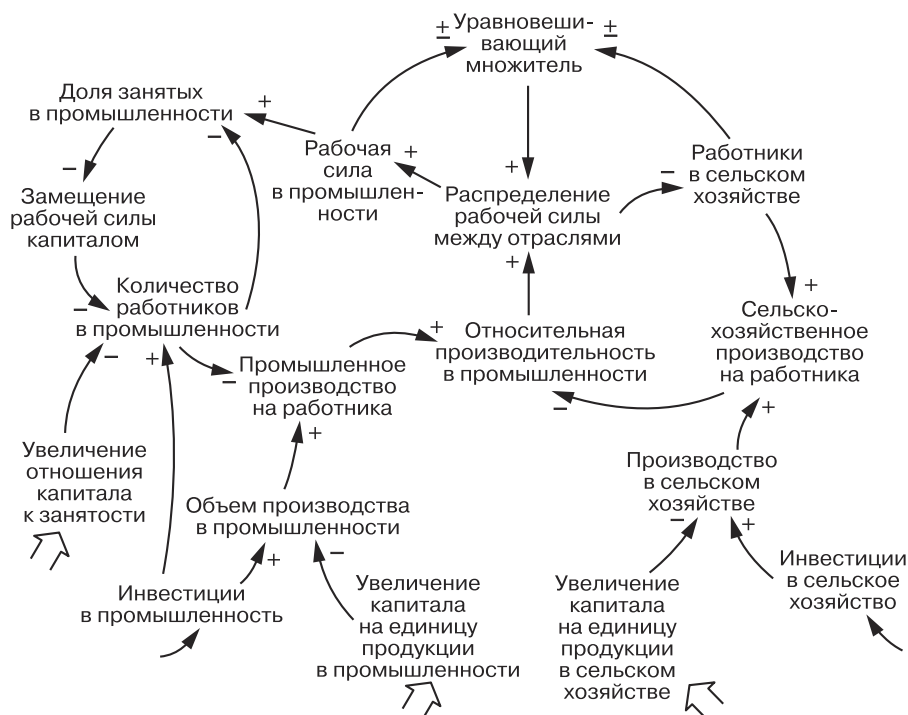 ±
Уравновеши-
вающий
множитель
±
Доля занятых
в промышленности
+
−
Рабочая
сила
в промышлен-
ности
+
+
Распределение
рабочей силы
между отраслями
+
−
Работники
в сельском
хозяйстве
−
Замещение
рабочей силы
капиталом
−
Количество
работников
в промышленности
−
+
−
Промышленное
производство
на работника
+
+
Относительная
производительность
в промышленности
−
+
Сельско-
хозяйственное
производство
на работника
+
Увеличение
отношения
капитала
к занятости
Объем производства
в промышленности
+
−
Производство
в сельском
хозяйстве
−
+
Инвестиции
в промышленность
Увеличение
капитала
на единицу
продукции
в промышленности
Увеличение
капитала
на единицу
продукции
в сельском
хозяйстве
Инвестиции
в сельское
хозяйство